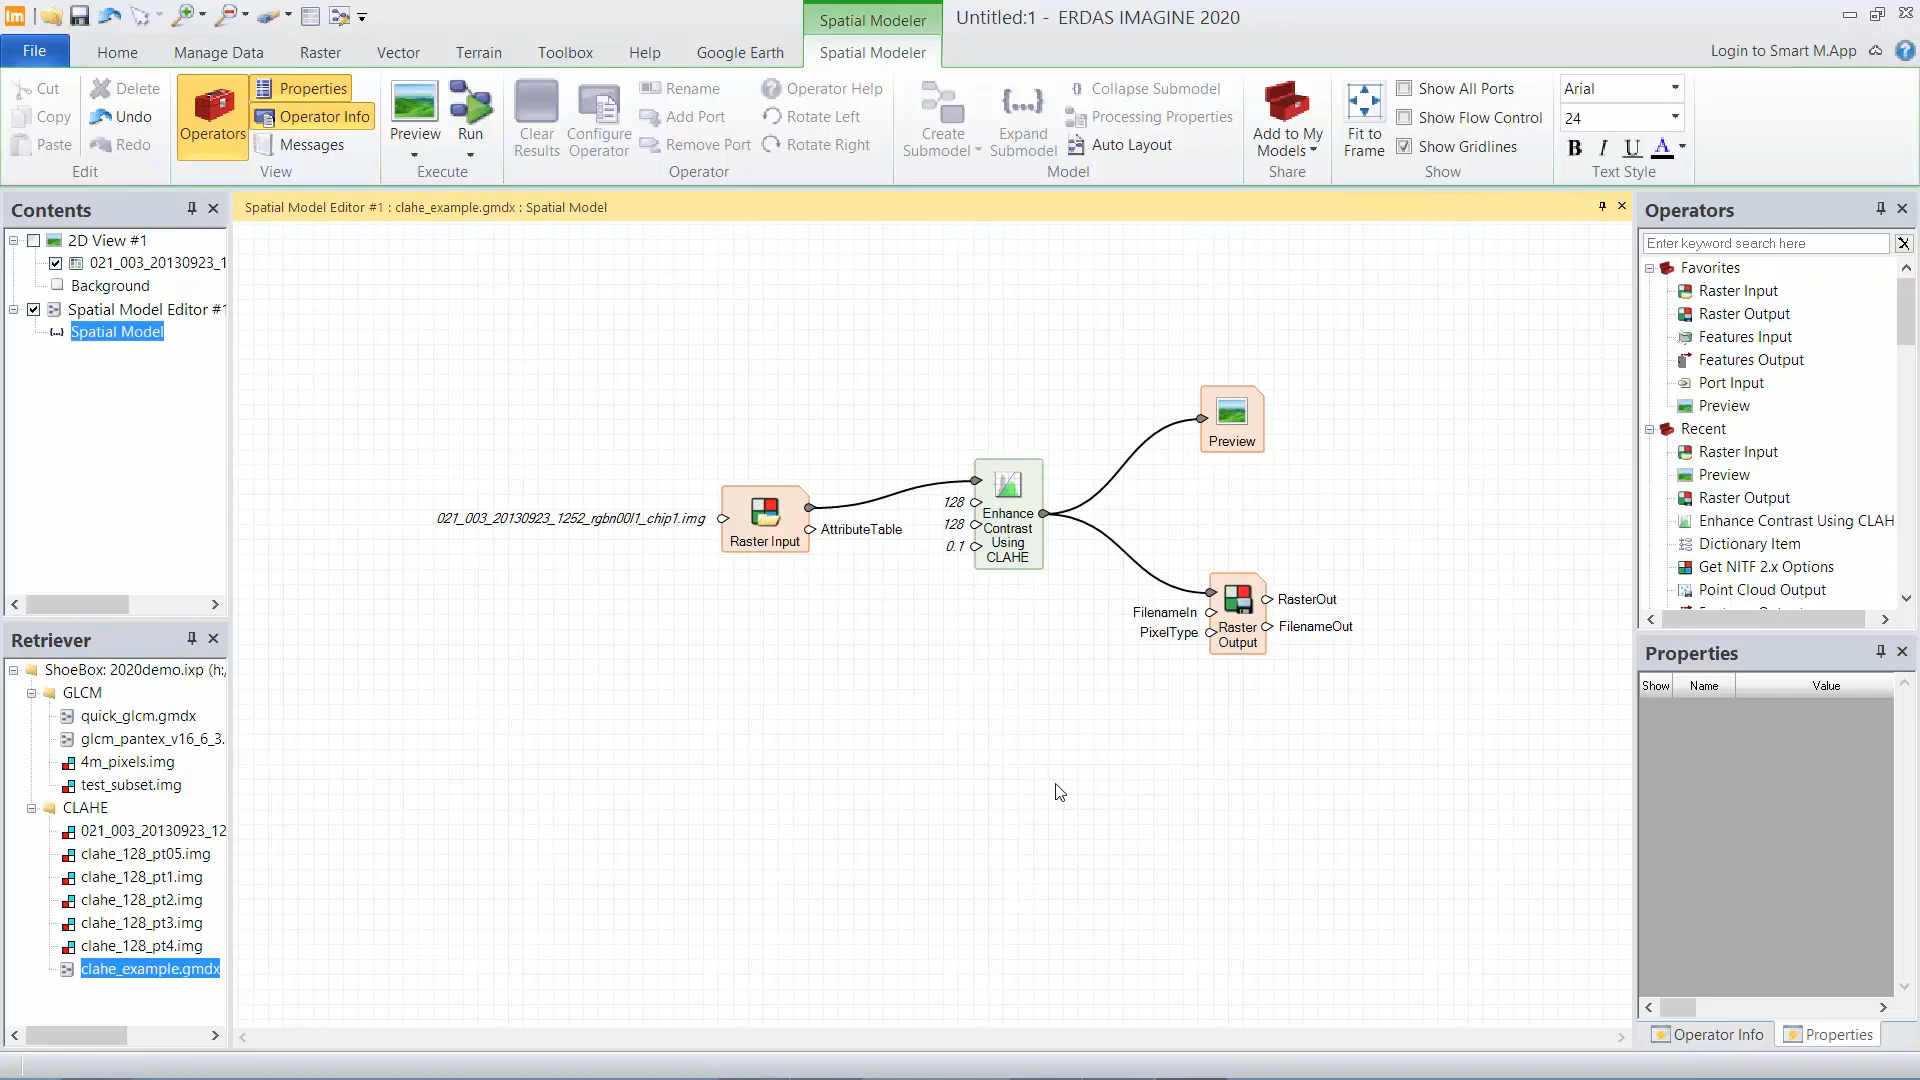 Im
Spatial Modeler
Untitled:1 - ERDAS IMAGINE 2020
File
Home
Manage Data
Raster
Vector
Terrain
Toolbox
Help
Google Earth
Spatial Modeler
Login to Smart M.App
Cut
Copy
Paste
Delete
Undo
Redo
Edit
Operators
Properties
Operator Info
Messages
View
Preview
Run
Execute
Clear
Results
Configure
Operator
Rename
Add Port
Remove Port
Operator Help
Rotate Left
Rotate Right
Operator
Create
Submodel
Expand
Submodel
Collapse Submodel
Processing Properties
Auto Layout
Model
Add to My
Models
Share
Fit to
Frame
Show All Ports
Show Flow Control
Show Gridlines
Show
Arial
24
B I U A
Text Style
Contents
2D View #1
021_003_20130923_1
Background
Spatial Model Editor #1
Spatial Model
Retriever
ShoeBox: 2020demo.ixp (h:/
GLCM
quick_glcm.gmdx
glcm_pantex_v16_6_3.
4m_pixels.img
test_subset.img
CLAHE
021_003_20130923_12
clahe_128_pt05.img
clahe_128_pt1.img
clahe_128_pt2.img
clahe_128_pt3.img
clahe_128_pt4.img
clahe_example.gmdx
Spatial Model Editor #1 : clahe_example.gmdx : Spatial Model
021_003_20130923_1252_rgbn00l1_chip1.img
Raster Input
AttributeTable
128
128
0.1
Enhance
Contrast
Using
CLAHE
Preview
FilenameIn
PixelType
Raster
Output
RasterOut
FilenameOut
Operators
Enter keyword search here
Favorites
Raster Input
Raster Output
Features Input
Features Output
Port Input
Preview
Recent
Raster Input
Preview
Raster Output
Enhance Contrast Using CLAH
Dictionary Item
Get NITF 2.x Options
Point Cloud Output
Properties
Show
Name
Value
Operator Info
Properties